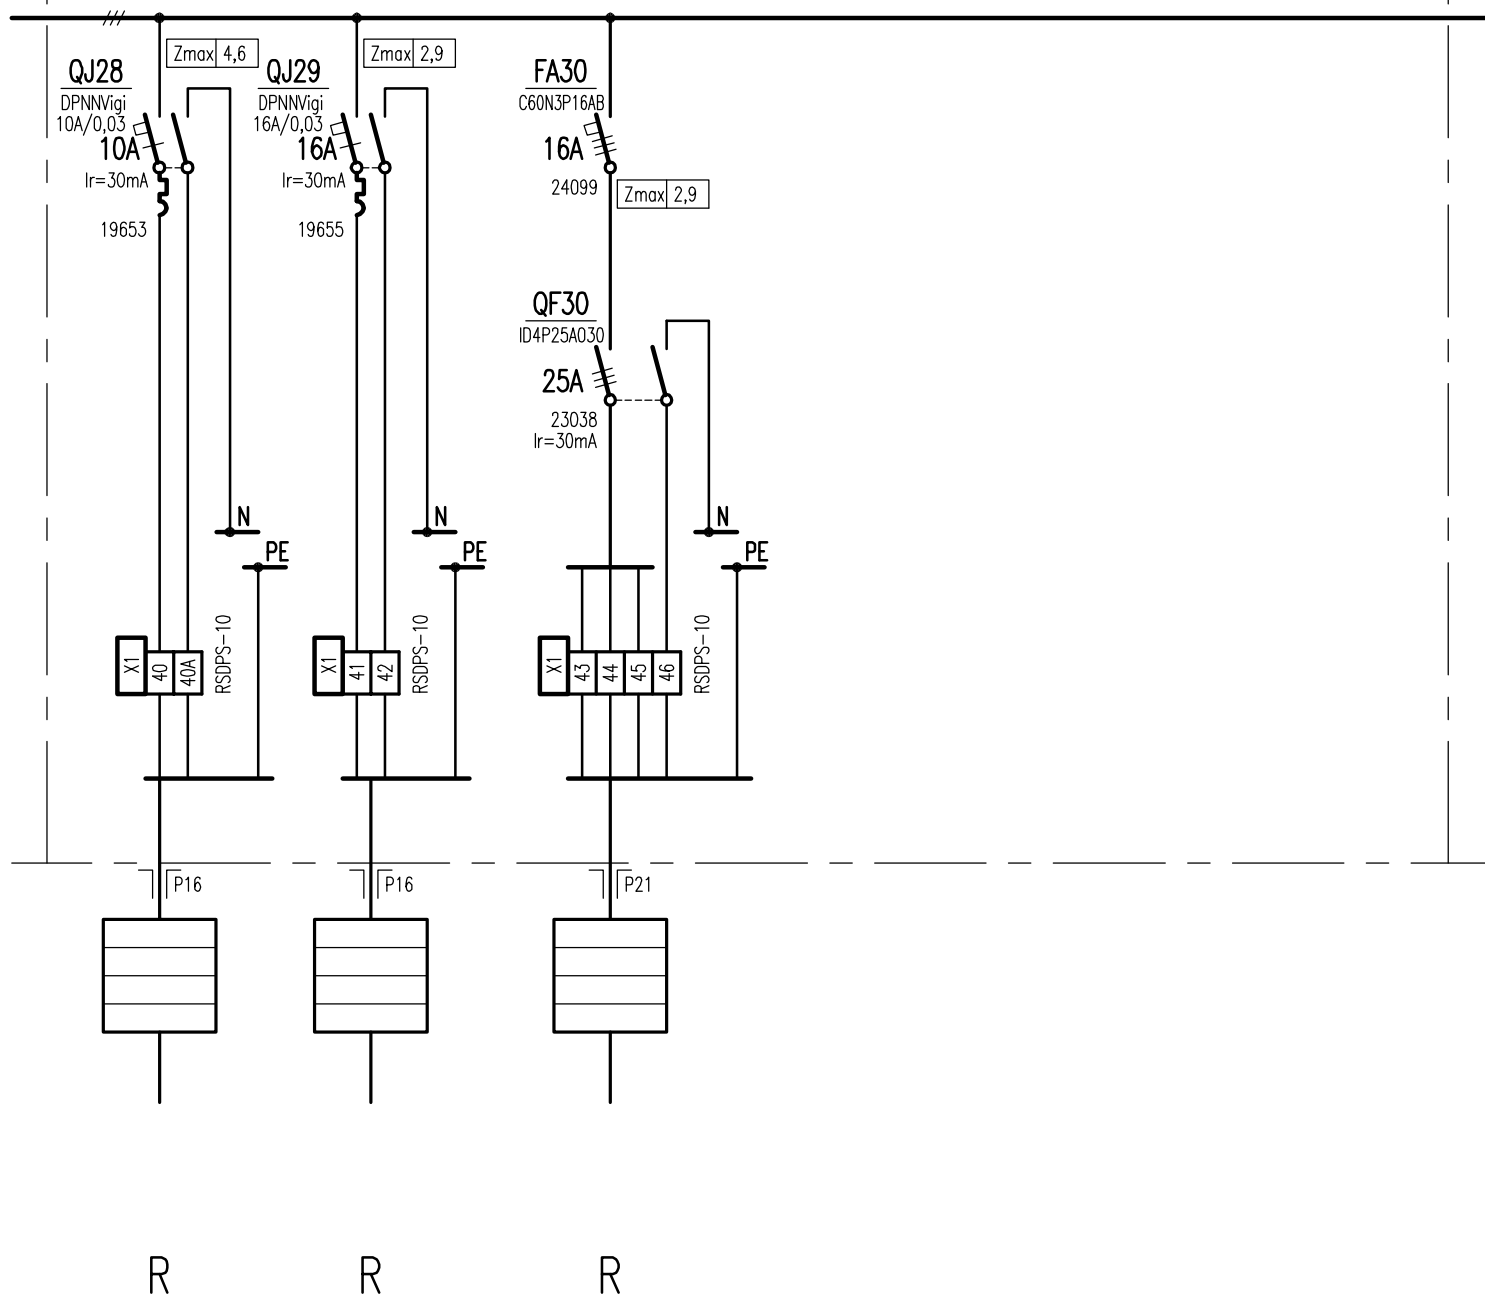 Zmax 4,6
QJ28
DPNNVigi
10A/0,03
10A
Ir=30mA
19653
N
PE
X1
40
40A
RSDPS-10
P16
R
Zmax 2,9
QJ29
DPNNVigi
16A/0,03
16A
Ir=30mA
19655
N
PE
X1
41
42
RSDPS-10
P16
R
FA30
C60N3P16AB
16A
24099
Zmax 2,9
QF30
ID4P25A030
25A
23038
Ir=30mA
N
PE
X1
43
44
45
46
RSDPS-10
P21
R